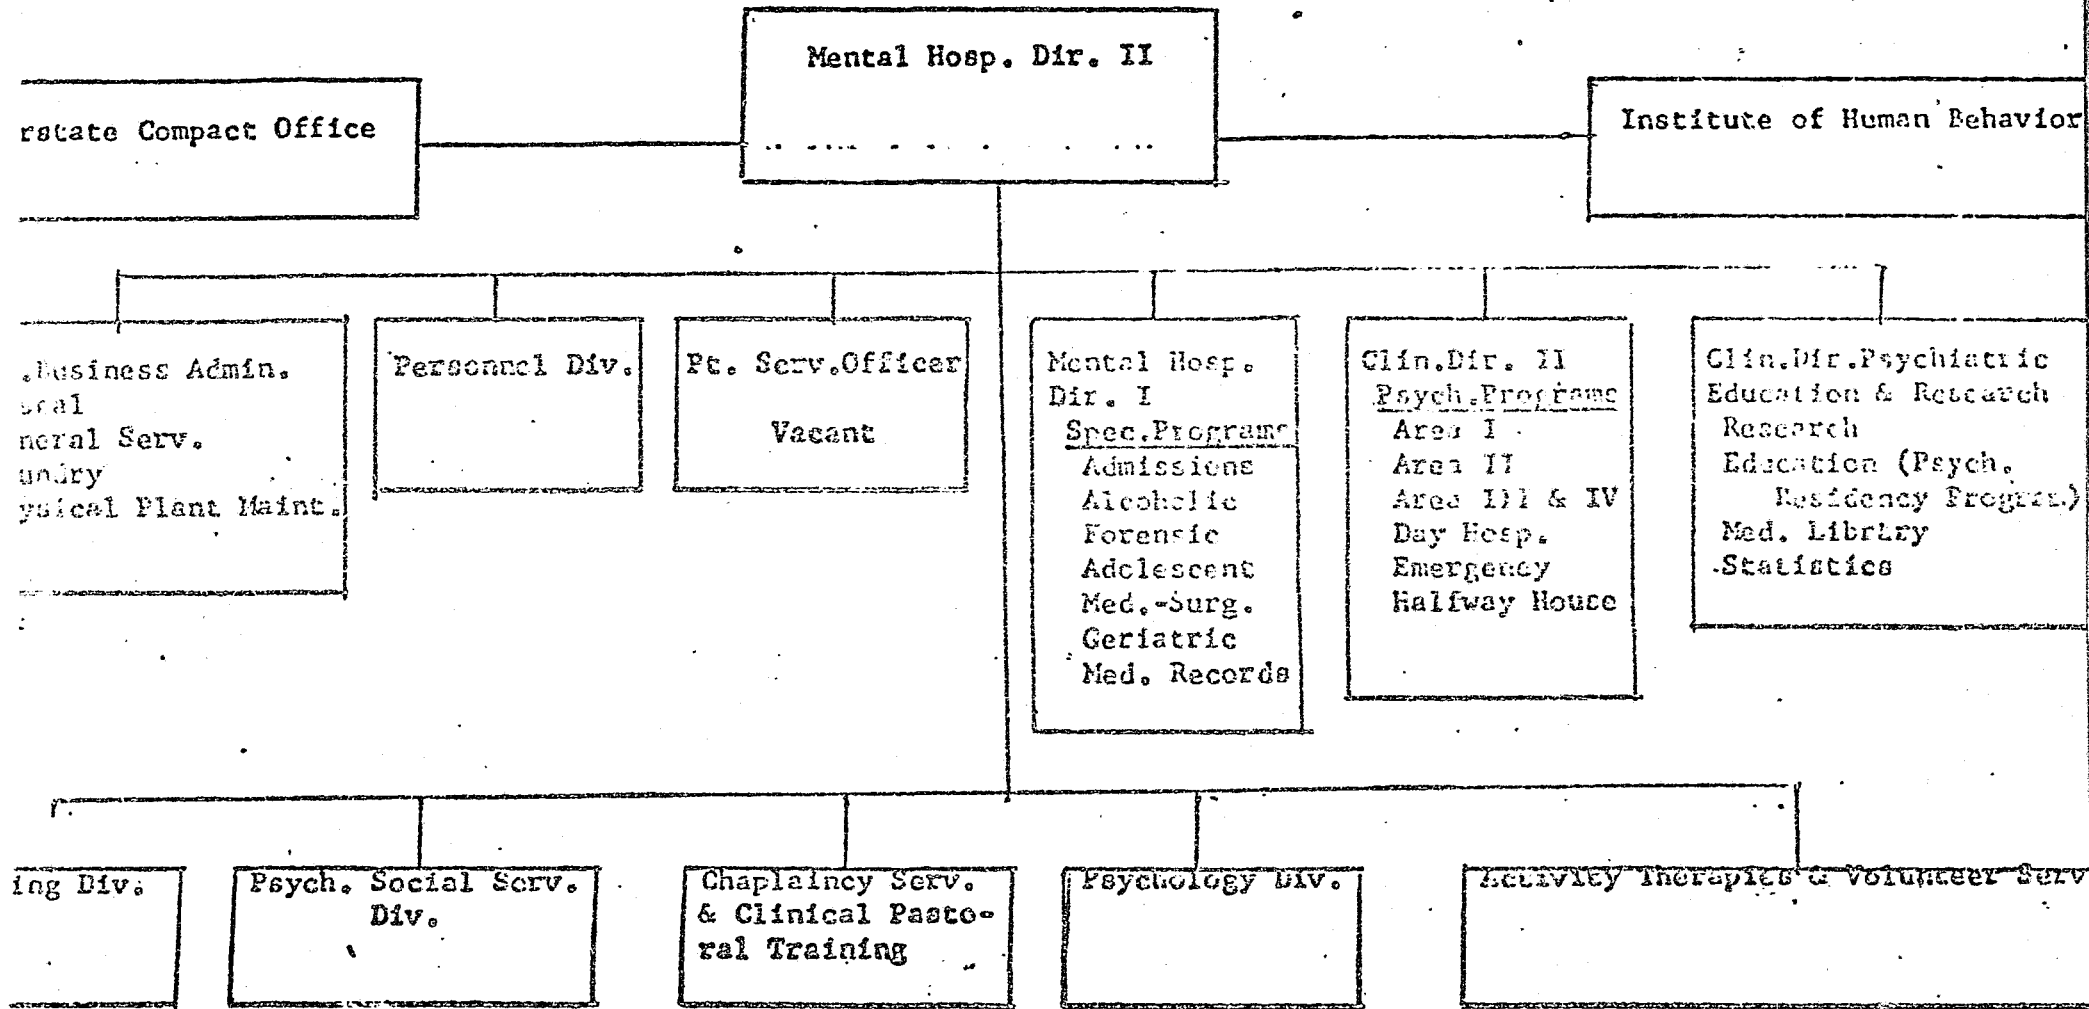 Mental Hosp. Dir. II
rstate Compact Office
Institute of Human Behavior
.Business Admin.
neral Serv.
undry
ysical Plant Maint.
Personnel Div.
Pt. Serv.Officer
Vacant
Mental Hosp.
Dir. I
Spec.Programs
Admissions
Alcoholic
Forensic
Adolescent
Med.-Surg.
Geriatric
Med. Records
Clin.Dir. II
Psych.Programs
Area I
Area II
Area III & IV
Day Hosp.
Emergency
Halfway House
Clin.Dir.Psychiatric
Education & Research
Research
Education (Psych.
Residency Program.)
Med. Library
Statistics
ing Div.
Psych. Social Serv.
Div.
Chaplaincy Serv.
& Clinical Pasto-
ral Training
Psychology Div.
Activity Therapies & Volunteer Serv